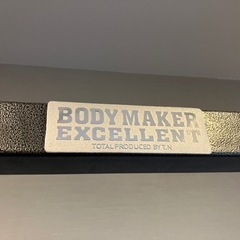 BODYMAKER
EXCELLENT
TOTAL PRODUCED BY T.N